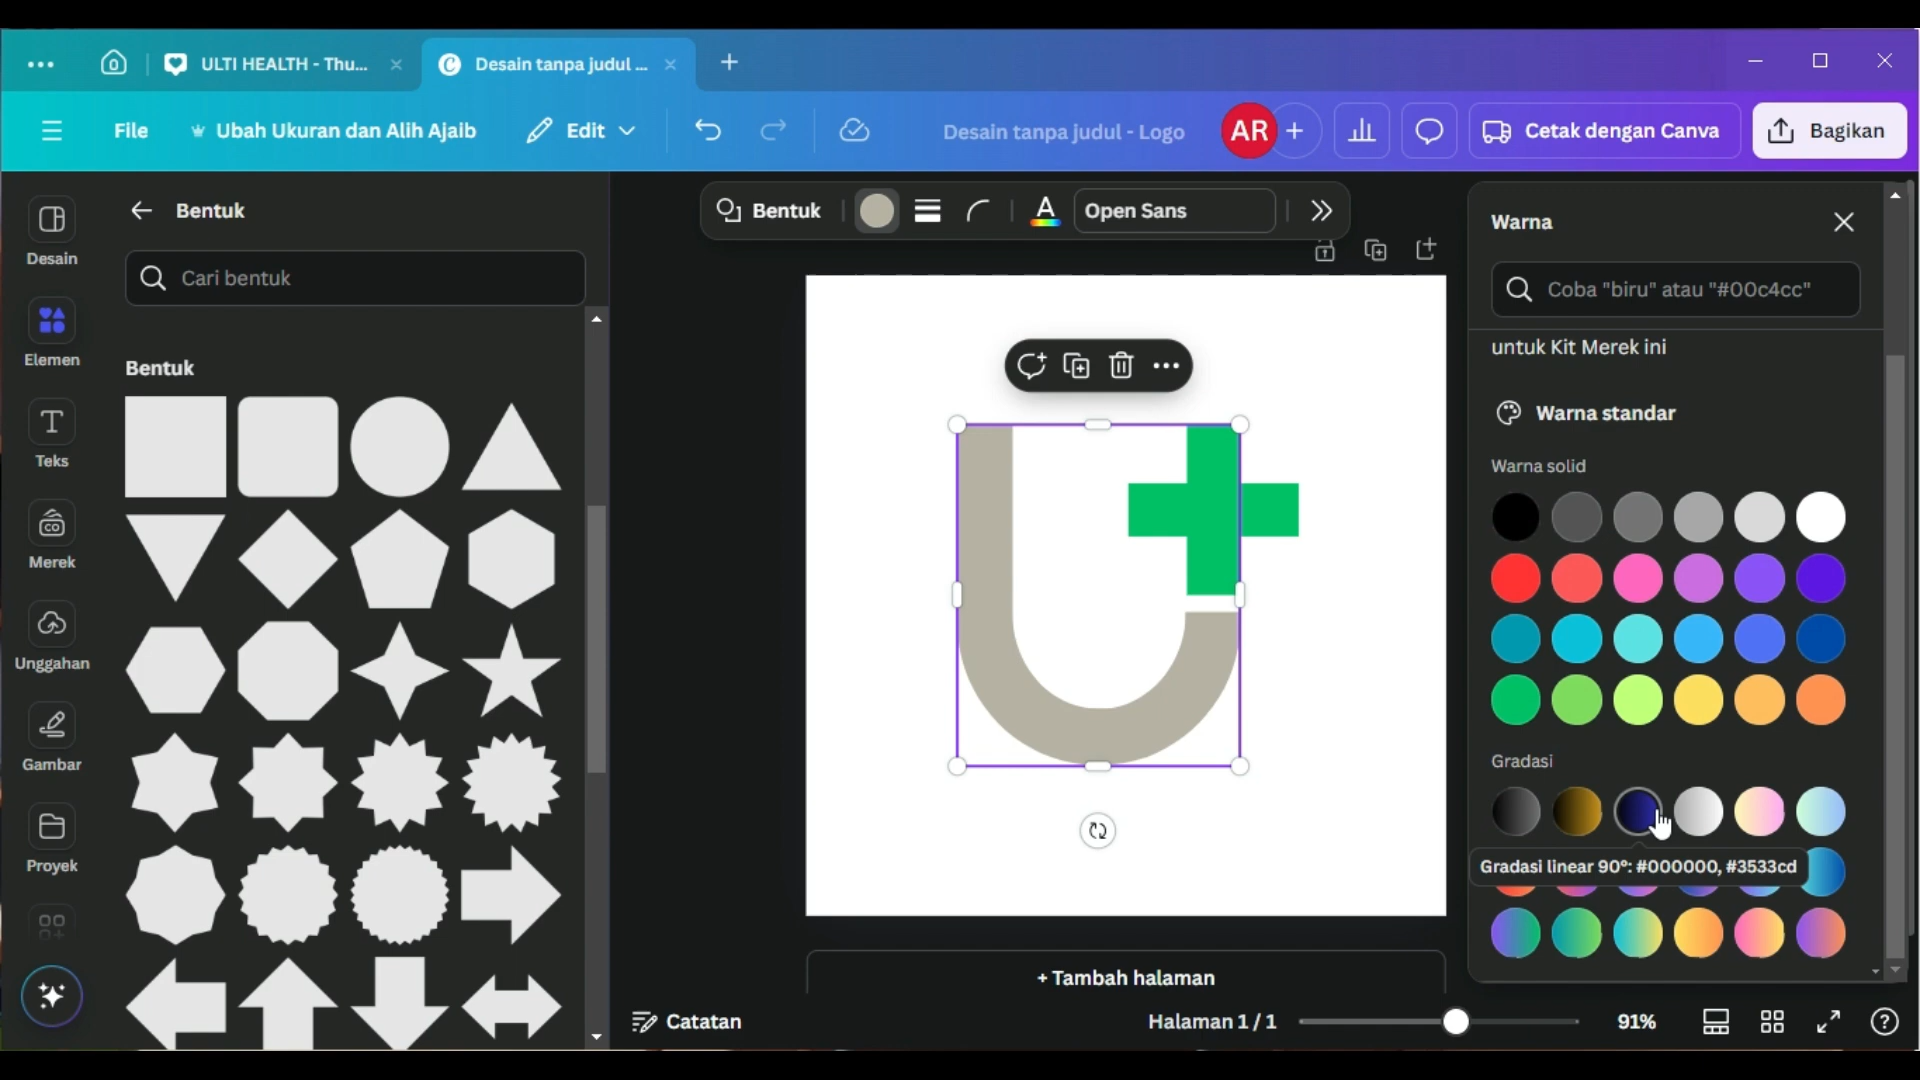 ULTI HEALTH - Thu...
Desain tanpa judul ...
File
Ubah Ukuran dan Alih Ajaib
Edit
Desain tanpa judul - Logo
AR
Cetak dengan Canva
Bagikan
Desain
Elemen
Teks
Merek
Unggahan
Gambar
Proyek
Bentuk
Cari bentuk
Bentuk
Bentuk
Open Sans
+ Tambah halaman
Catatan
Halaman 1 / 1
91%
Warna
Coba "biru" atau "#00c4cc"
untuk Kit Merek ini
Warna standar
Warna solid
Gradasi
Gradasi linear 90°: #000000, #3533cd